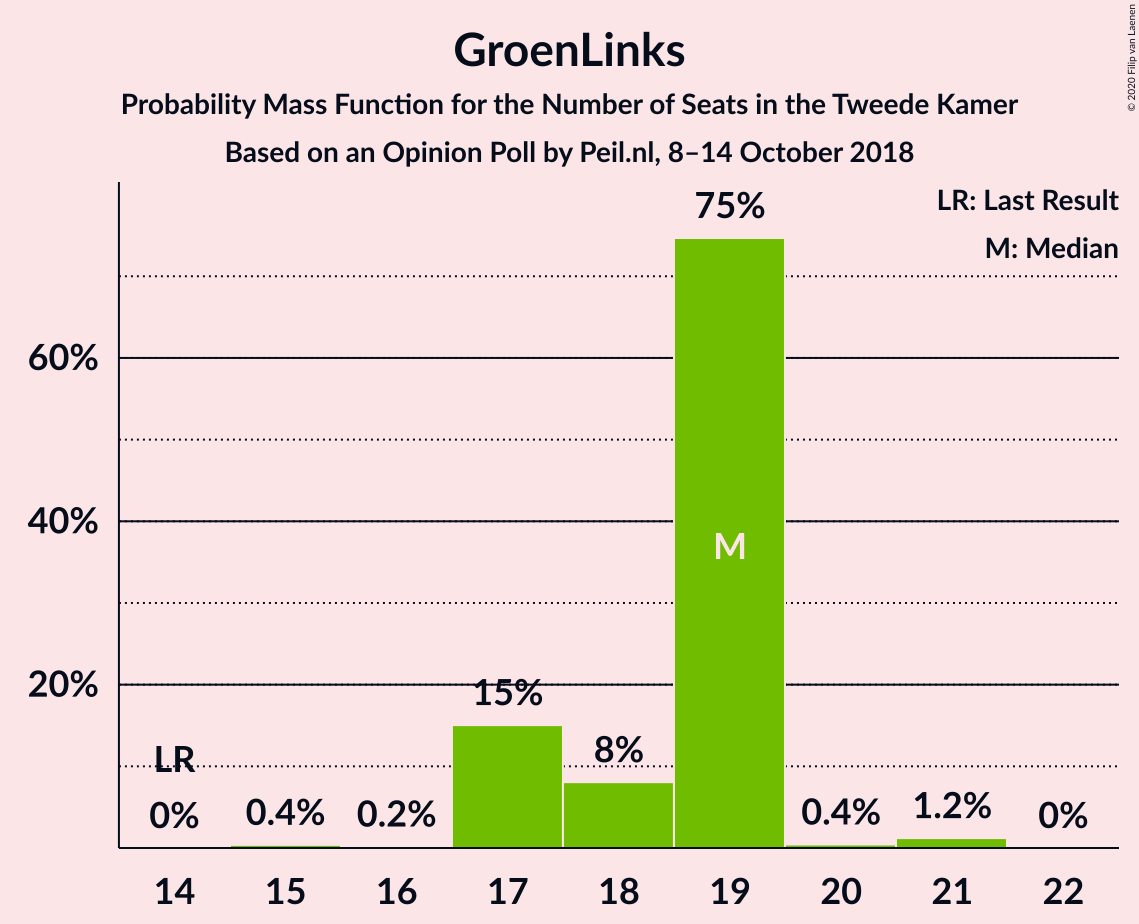 GroenLinks
Probability Mass Function for the Number of Seats in the Tweede Kamer
Based on an Opinion Poll by Peil.nl, 8–14 October 2018
© 2020 Filip van Laenen
LR: Last Result
M: Median
75%
60%
M
40%
20%
15%
8%
LR
0%
0.4%
0.2%
0.4%
1.2%
0%
14 15 16 17 18 19 20 21 22